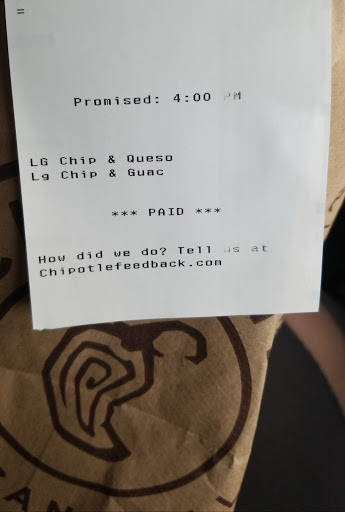 =
Promised: 4:00 PM
LG Chip & Queso
Lg Chip & Guac
*** PAID ***
How did we do? Tell us at
Chipotlefeedback.com